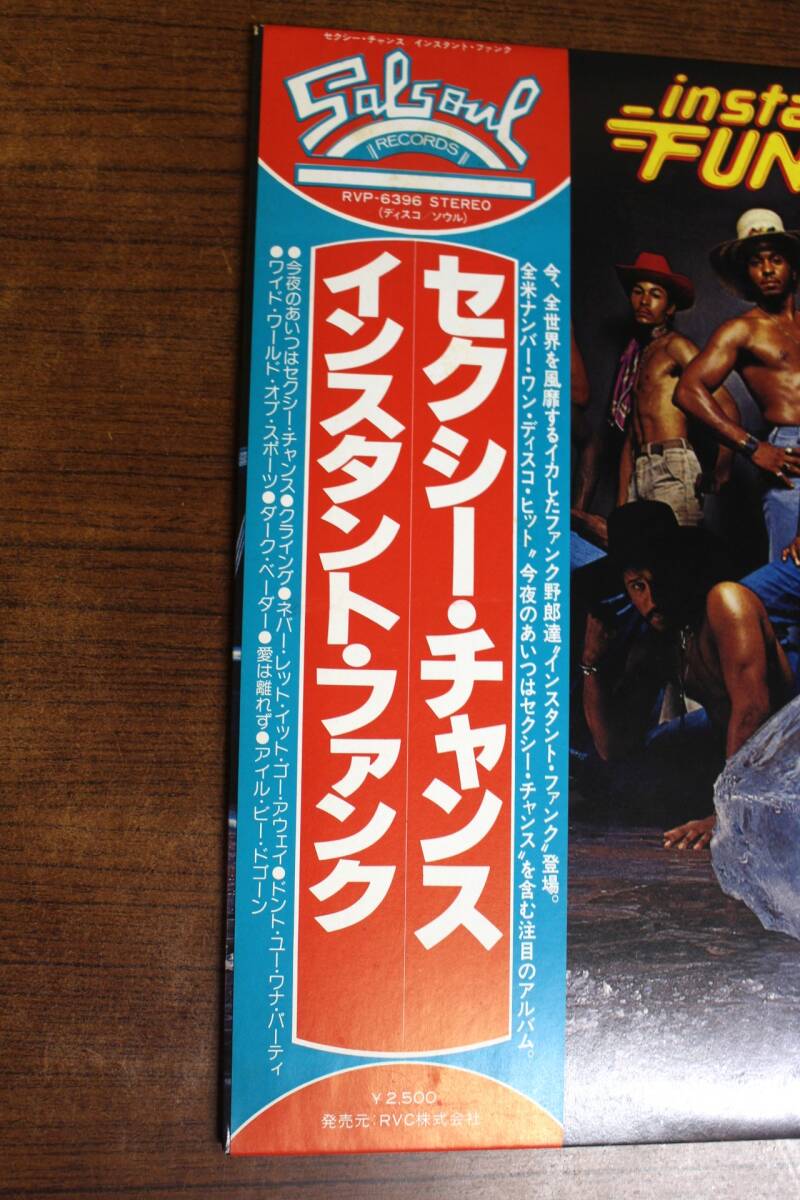 セクシー・チャンス インスタント・ファンク
Salsoul
RECORDS
RVP-6396 STEREO
(ディスコ/ソウル)
insta
FUN
今、全世界を風靡するイカしたファンク野郎達〝インスタント・ファンク〟登場。
全米ナンバー・ワン・ディスコ・ヒット〝今夜のあいつはセクシー・チャンス〟を含む注目のアルバム。
セクシー・チャンス
インスタント・ファンク
●今夜のあいつはセクシー・チャンス●クライング●ネバー・レット・イット・ゴー・アウェイ●ドント・ユー・ワナ・パーティ
●ワイド・ワールド・オブ・スポーツ●ダーク・ベーダー●愛は離れず●アイル・ビー・ドゴーン
￥2,500
発売元:RVC株式会社